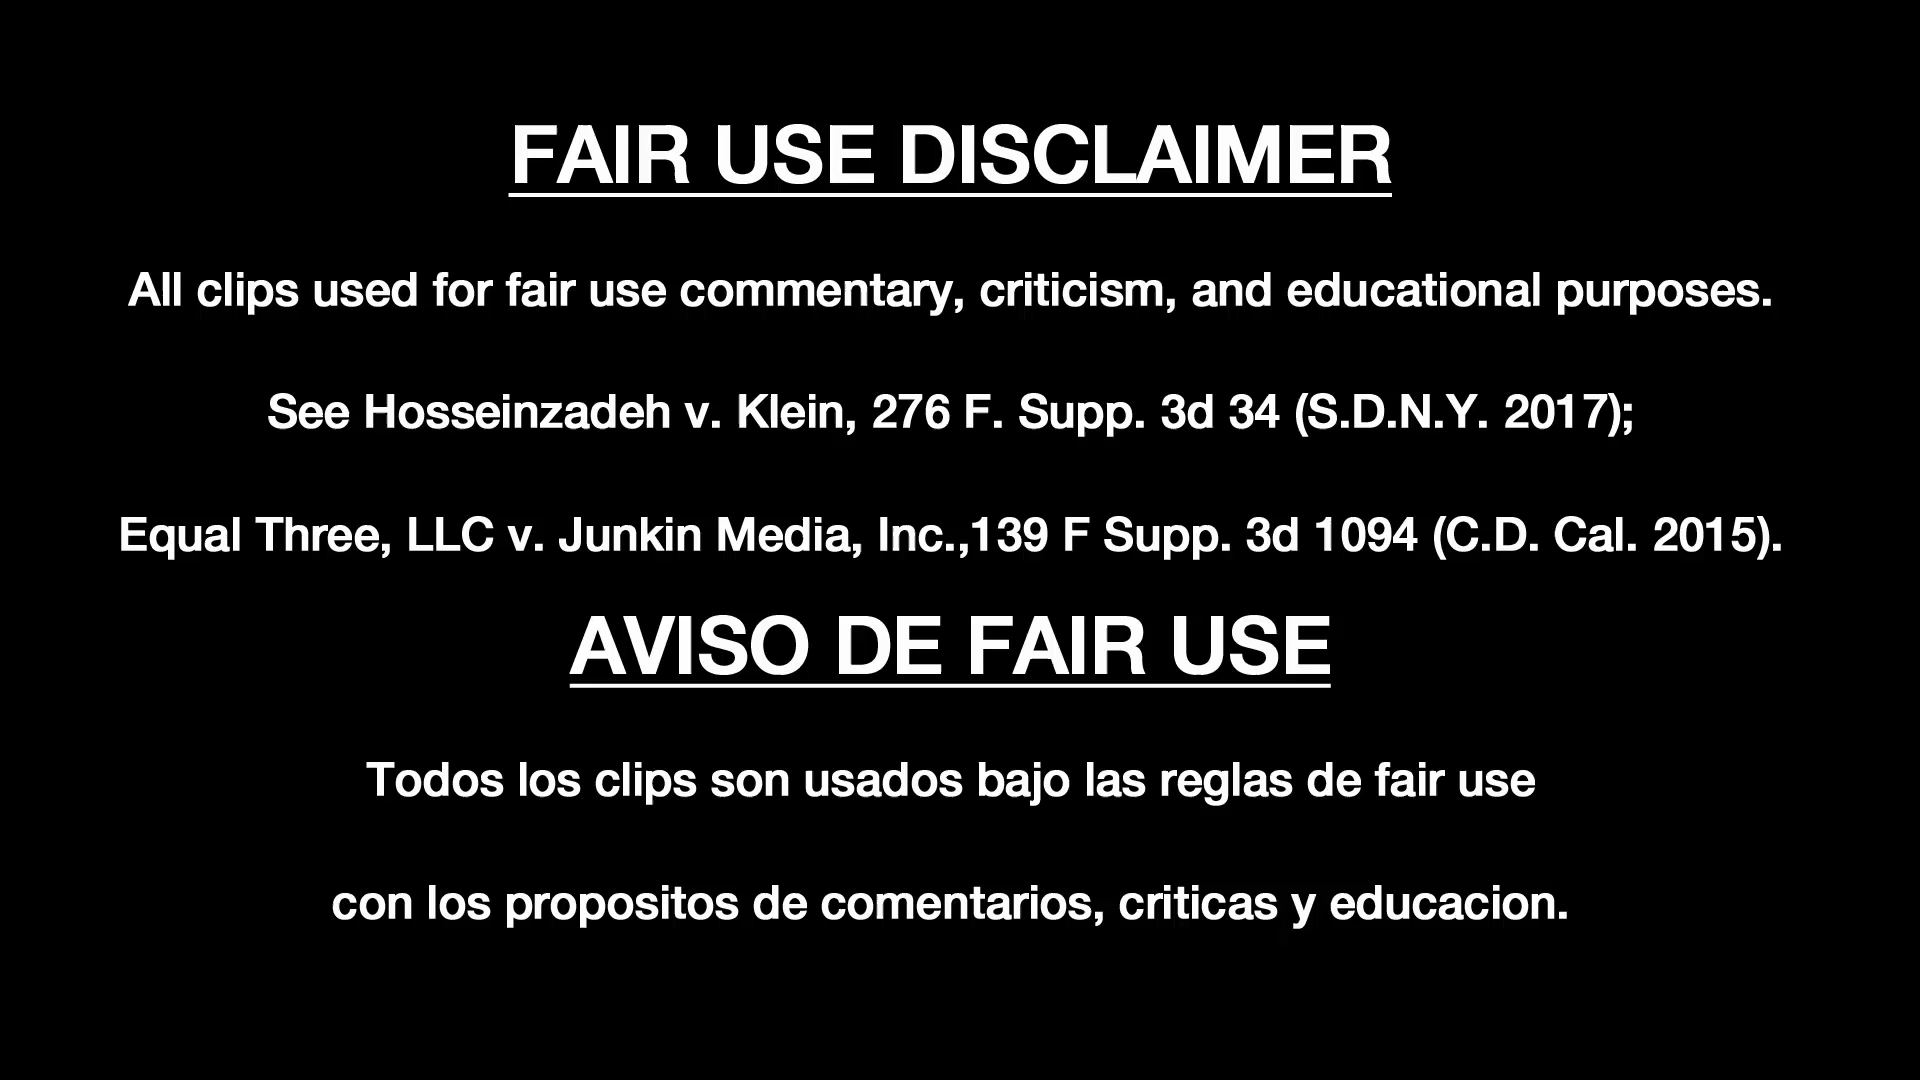 FAIR USE DISCLAIMER
All clips used for fair use commentary, criticism, and educational purposes.
See Hosseinzadeh v. Klein, 276 F. Supp. 3d 34 (S.D.N.Y. 2017);
Equal Three, LLC v. Junkin Media, Inc.,139 F Supp. 3d 1094 (C.D. Cal. 2015).
AVISO DE FAIR USE
Todos los clips son usados bajo las reglas de fair use
con los propositos de comentarios, criticas y educacion.